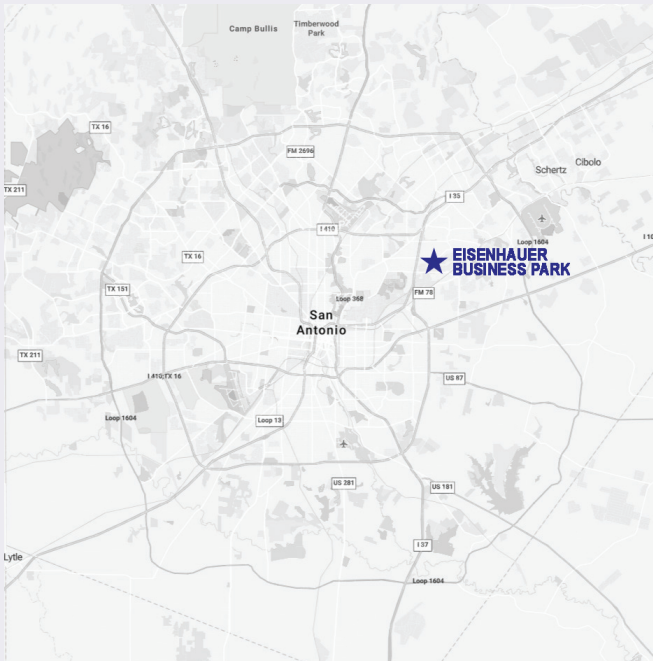 Camp Bullis
Timberwood
Park
TX 16
FM 2696
Cibolo
Schertz
TX 211
I 35
I 410
Loop 1604
I 10
TX 16
EISENHAUER
BUSINESS PARK
TX 151
FM 78
Loop 368
San
Antonio
TX 211
I 410;TX 16
US 87
Loop 1604
Loop 13
US 281
US 181
I 37
Lytle
Loop 1604